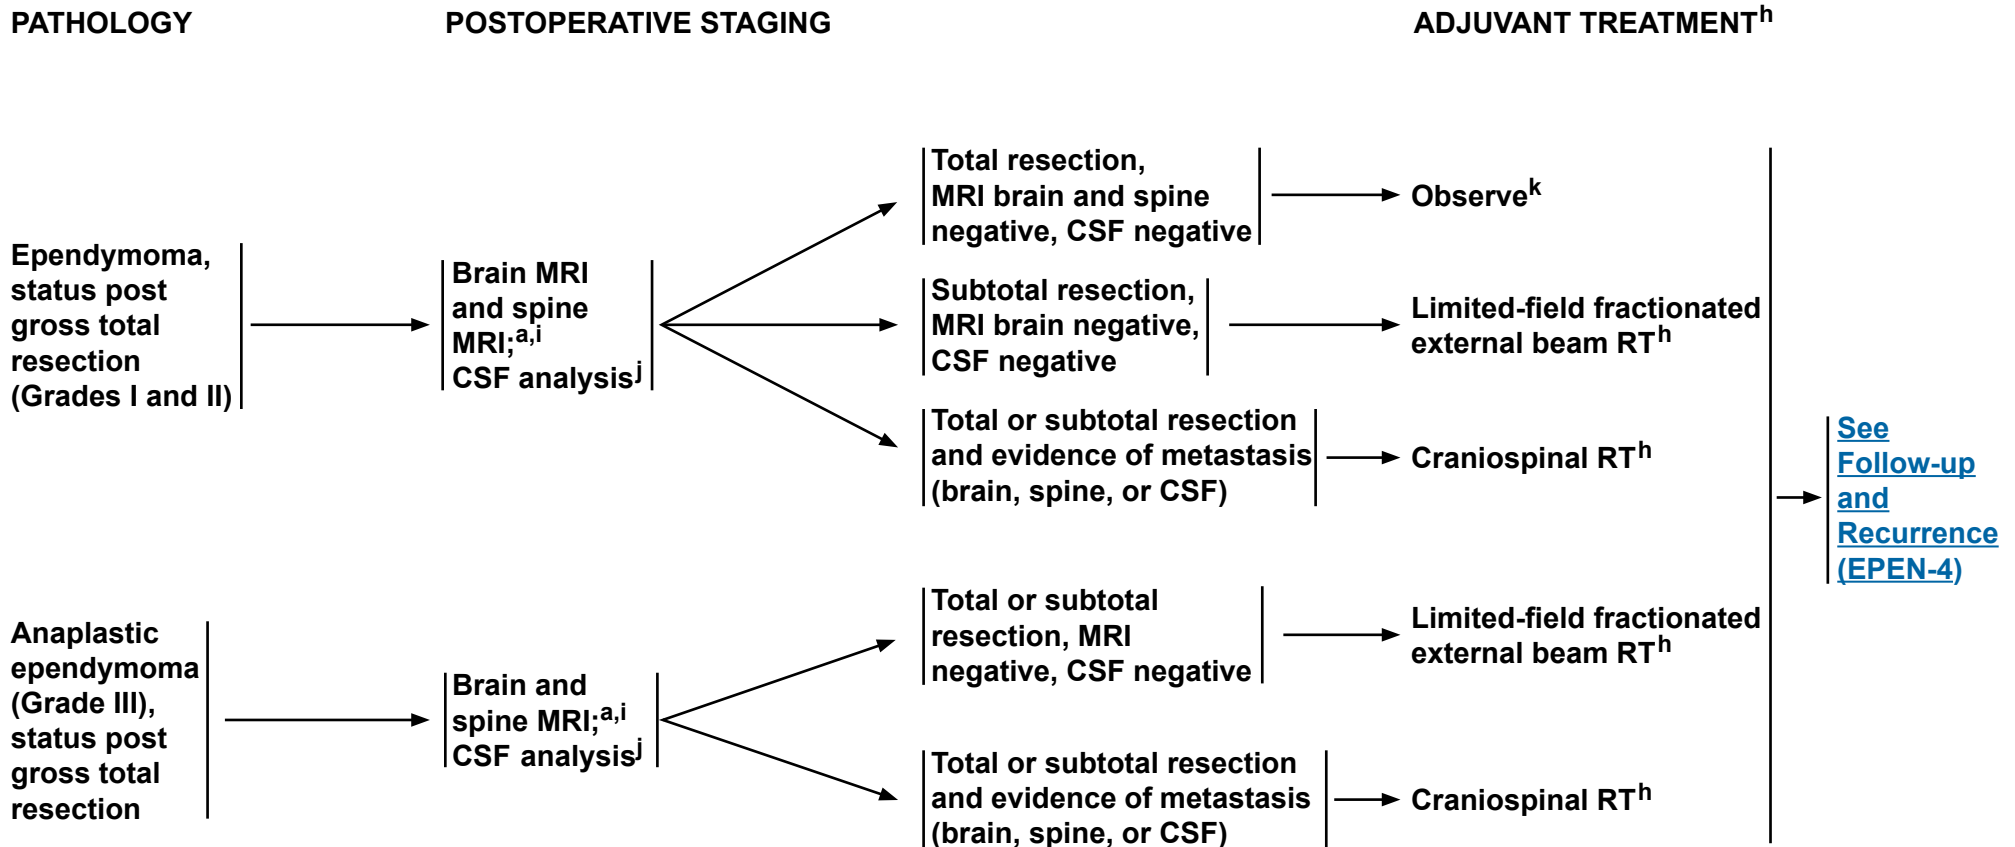 PATHOLOGY
POSTOPERATIVE STAGING
ADJUVANT TREATMENTh
Ependymoma,
status post
gross total
resection
(Grades I and II)
Brain MRI
and spine
MRI;a,i
CSF analysisj
Total resection,
MRI brain and spine
negative, CSF negative
Observek
Subtotal resection,
MRI brain negative,
CSF negative
Limited-field fractionated
external beam RTh
Total or subtotal resection
and evidence of metastasis
(brain, spine, or CSF)
Craniospinal RTh
Anaplastic
ependymoma
(Grade III),
status post
gross total
resection
Brain and
spine MRI;a,i
CSF analysisj
Total or subtotal
resection, MRI
negative, CSF negative
Limited-field fractionated
external beam RTh
Total or subtotal resection
and evidence of metastasis
(brain, spine, or CSF)
Craniospinal RTh
See
Follow-up
and
Recurrence
(EPEN-4)